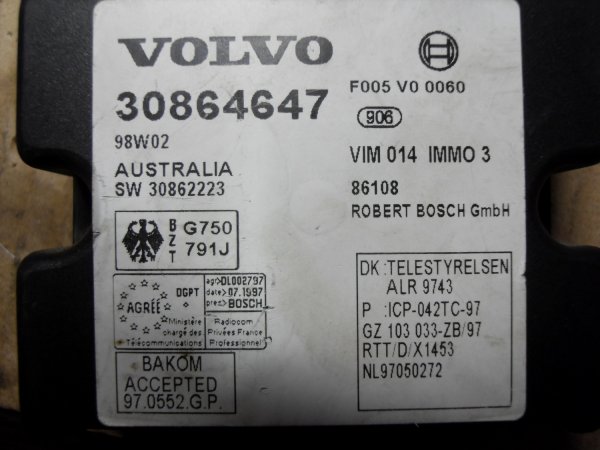 VOLVO
30864647
98W02
AUSTRALIA
SW 30862223
F005 V0 0060
906
VIM 014 IMMO 3
86108
ROBERT BOSCH GmbH
BZT
G750
791J
AGRÉÉ
DGPT
agr>DL002797
date>07.1997
pres>BOSCH
Ministère
chargé des
Télécommunications
Radiocom
Privées France
Professionnel
BAKOM
ACCEPTED
97.0552.G.P.
DK :TELESTYRELSEN
ALR 9743
P :ICP-042TC-97
GZ 103 033-ZB/97
RTT/D/X1453
NL97050272